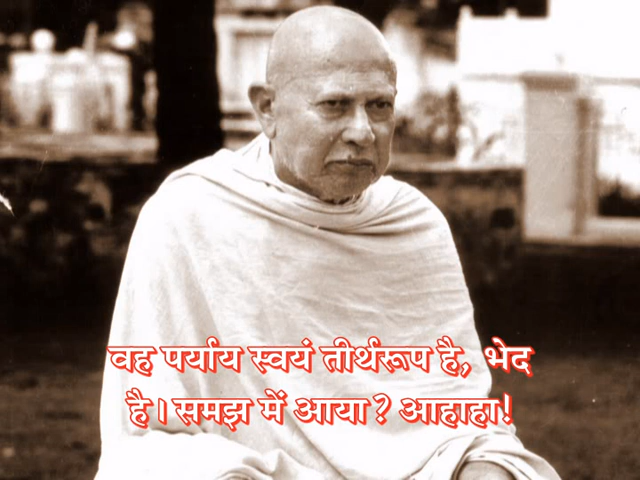 वह पर्याय स्वयं तीर्थरूप है, भेद
है। समझ में आया? आहाहा!